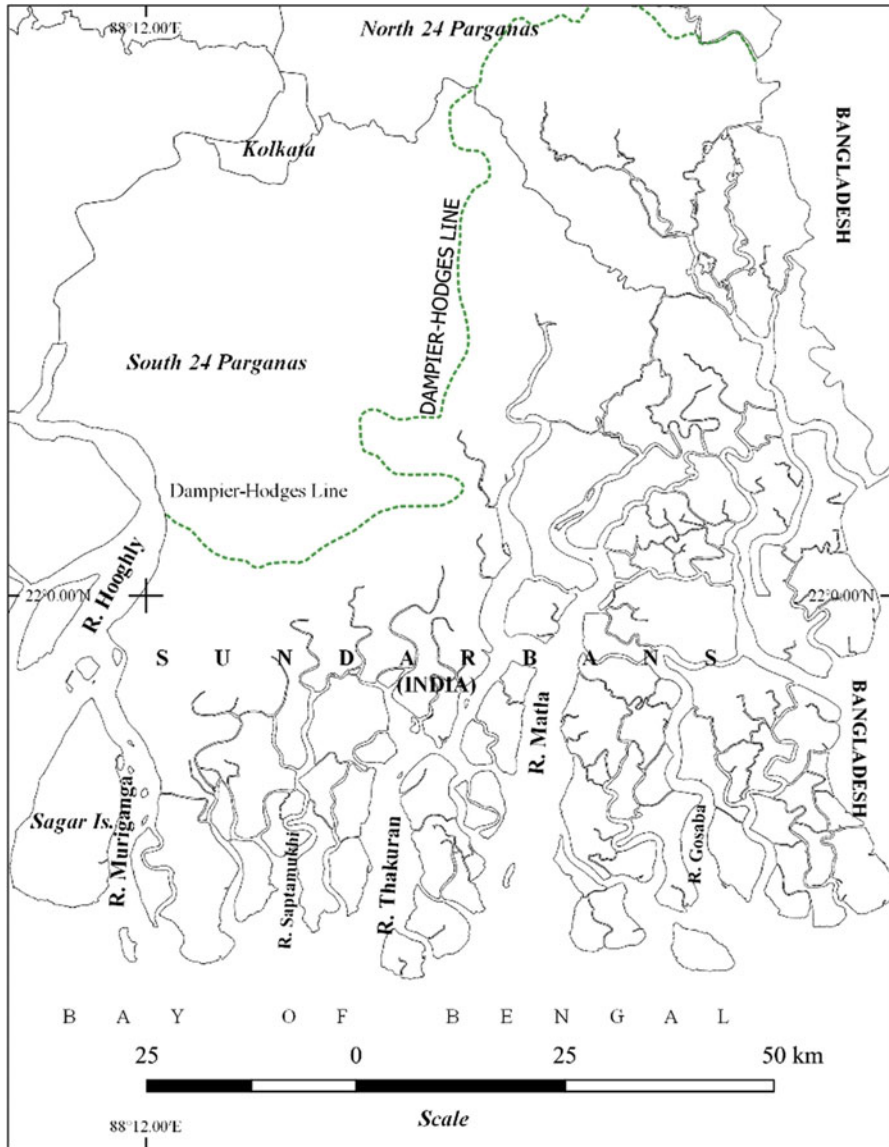 88°12.00'E
North 24 Parganas
BANGLADESH
Kolkata
DAMPIER-HODGES LINE
South 24 Parganas
Dampier-Hodges Line
R. Hooghly
22°0.00'N
22°0.00'N
S U N D A R B A N S
(INDIA)
R. Matla
BANGLADESH
Sagar Is.
R. Muriganga
R. Saptamukhi
R. Thakuran
R. Gosaba
B A Y O F B E N G A L
25 0 25 50 km
Scale
88°12.00'E